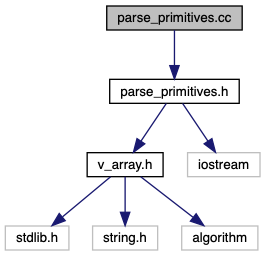 parse_primitives.cc
parse_primitives.h
v_array.h
iostream
stdlib.h
string.h
algorithm